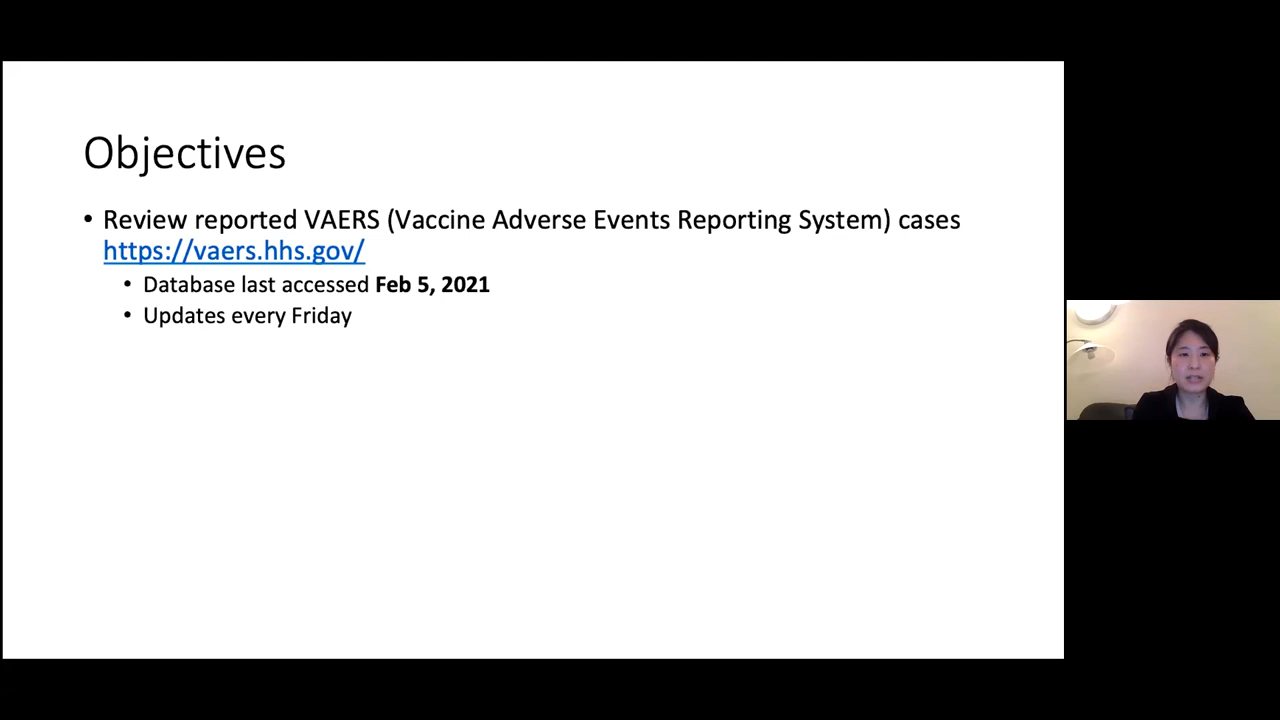 Objectives
• Review reported VAERS (Vaccine Adverse Events Reporting System) cases
https://vaers.hhs.gov/
• Database last accessed Feb 5, 2021
• Updates every Friday